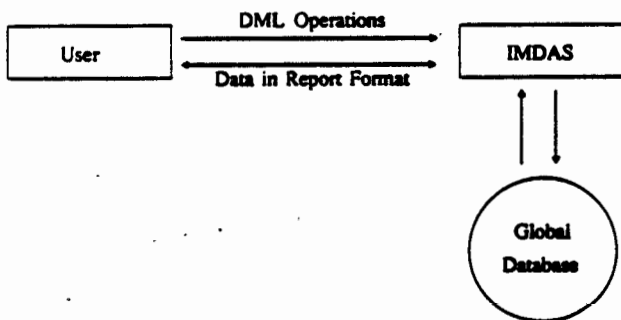 DML Operations
User
IMDAS
Data in Report Format
Global
Database